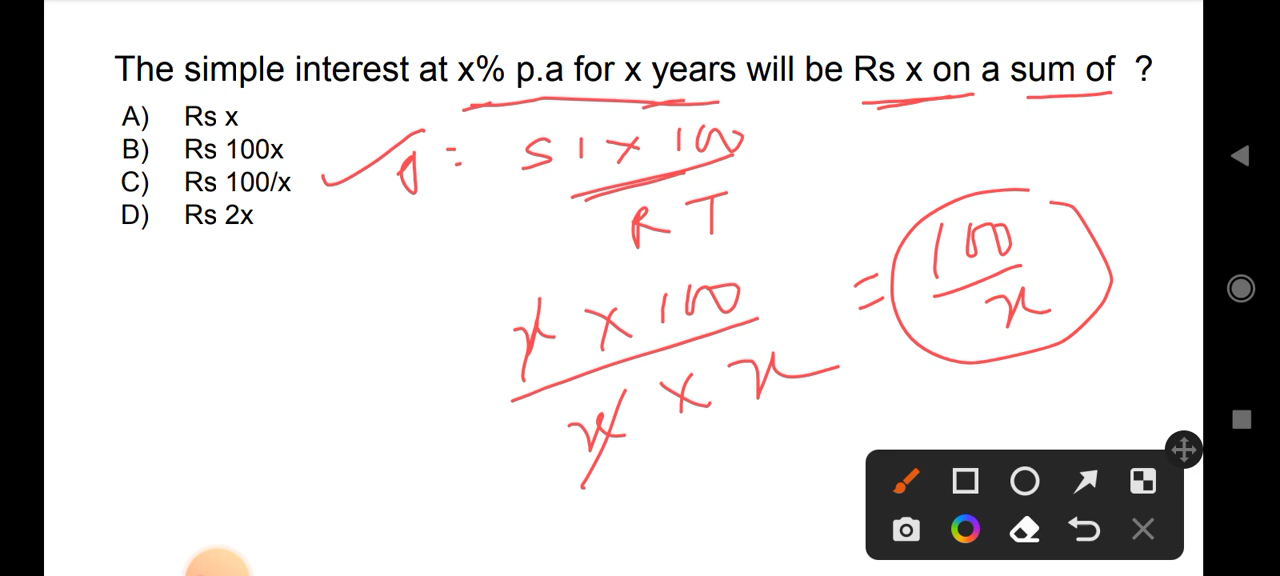 The simple interest at x% p.a for x years will be Rs x on a sum of ?
A) Rs x
B) Rs 100x
C) Rs 100/x
D) Rs 2x
= SI × 100
R T
x × 100
x × x
= 100
x